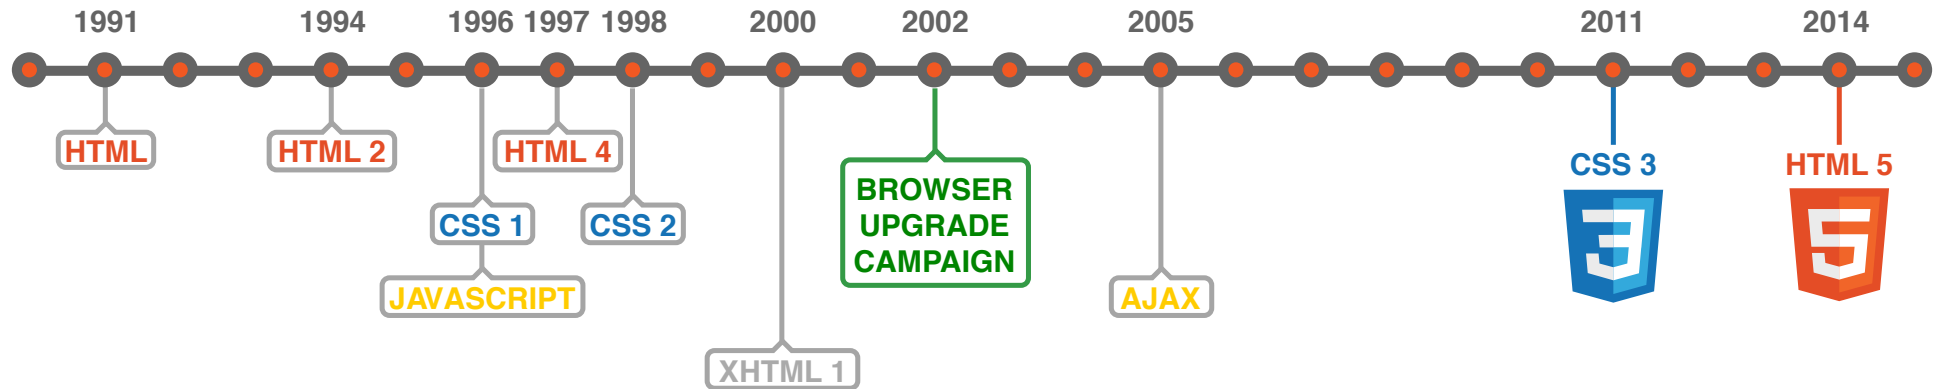 1991 1994 1996 1997 1998 2000 2002 2005 2011 2014
HTML HTML 2 HTML 4
CSS 3 HTML 5
BROWSER
UPGRADE
CAMPAIGN
CSS 1 CSS 2
JAVASCRIPT AJAX
XHTML 1